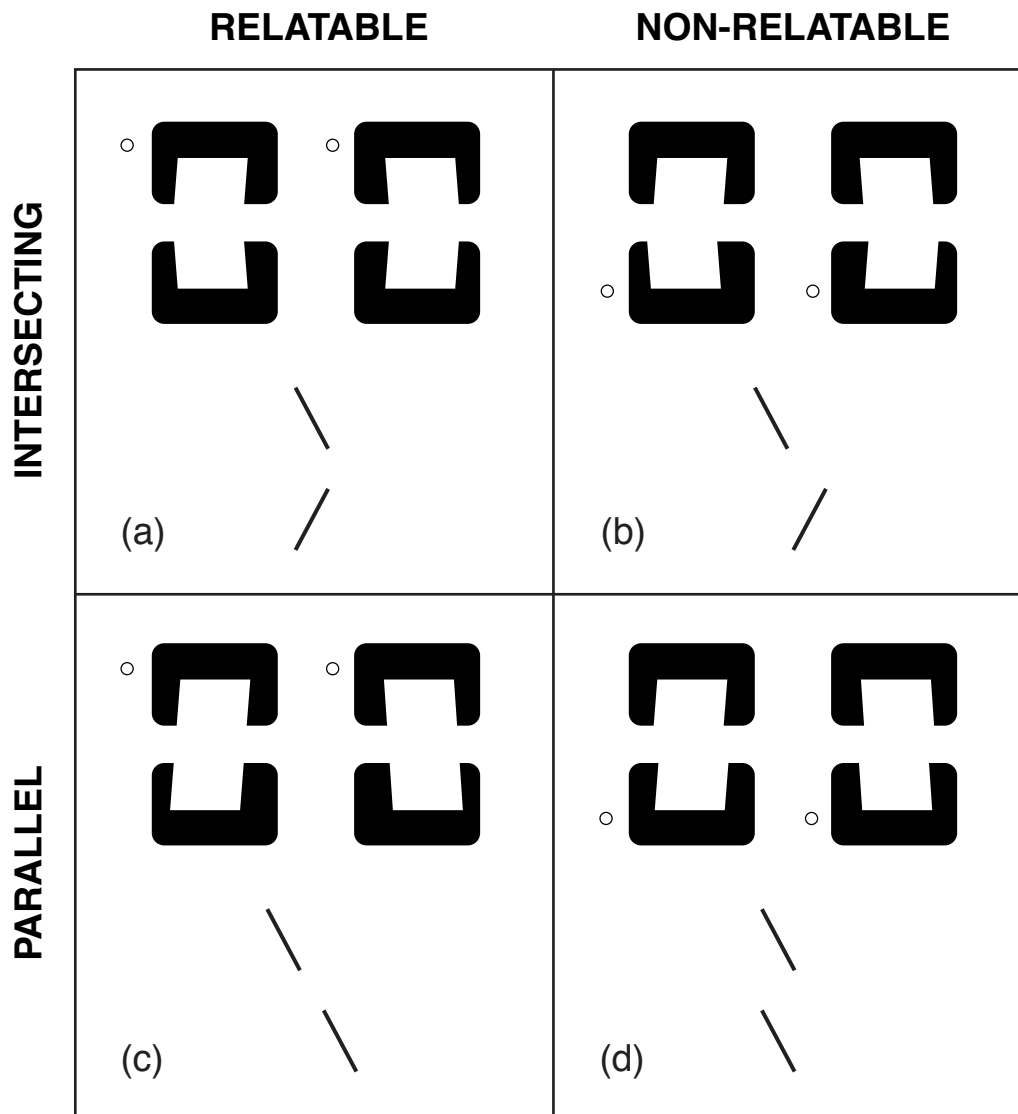 RELATABLE
NON-RELATABLE
INTERSECTING
(a)
(b)
PARALLEL
(c)
(d)